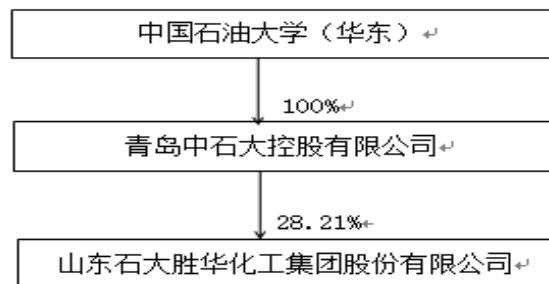 中国石油大学（华东）
100%
青岛中石大控股有限公司
28.21%
山东石大胜华化工集团股份有限公司